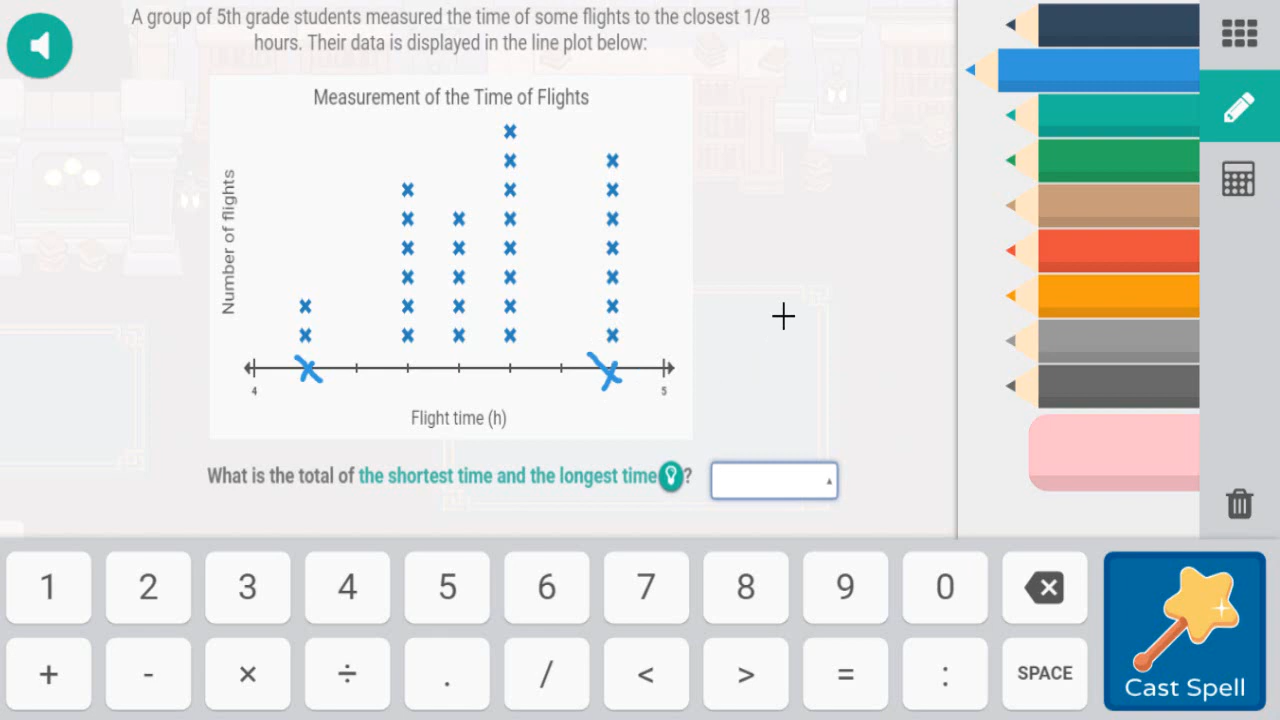 A group of 5th grade students measured the time of some flights to the closest 1/8
hours. Their data is displayed in the line plot below:
Measurement of the Time of Flights
Number of flights
4
5
Flight time (h)
What is the total of the shortest time and the longest time ?
1 2 3 4 5 6 7 8 9 0
+ - × ÷ . / < > = : SPACE
Cast Spell